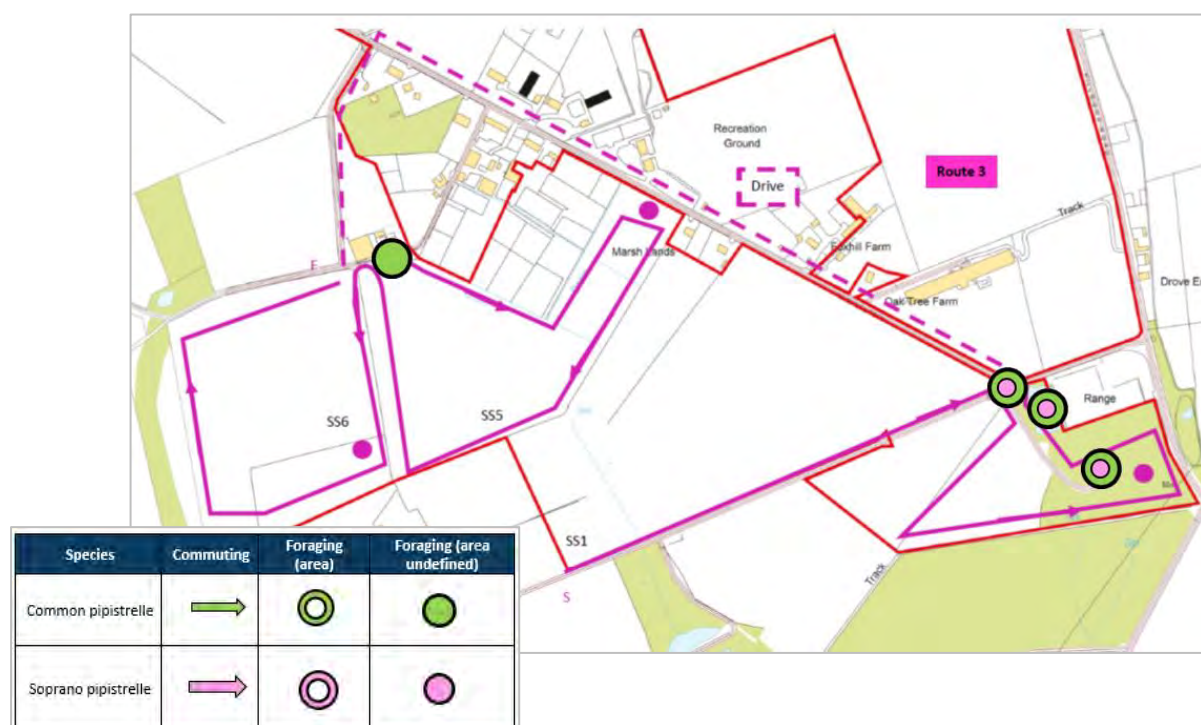 Recreation
Ground
Drive
Route 3
Track
Marsh Lands
Foxhill Farm
F
Oak Tree Farm
Drove E
Range
SS5
SS6
SS1
Track
S
Species Commuting Foraging (area) Foraging (area undefined)
Common pipistrelle
Soprano pipistrelle